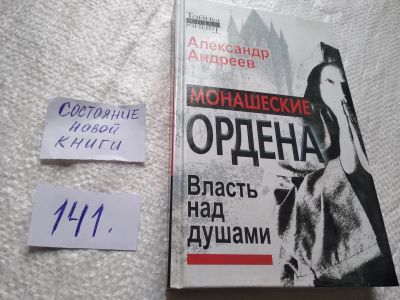 СОСТОЯНИЕ
НОВОЙ
КНИГИ
141.
Александр
Андреев
МОНАШЕСКИЕ
ОРДЕНА
Власть
над
душами